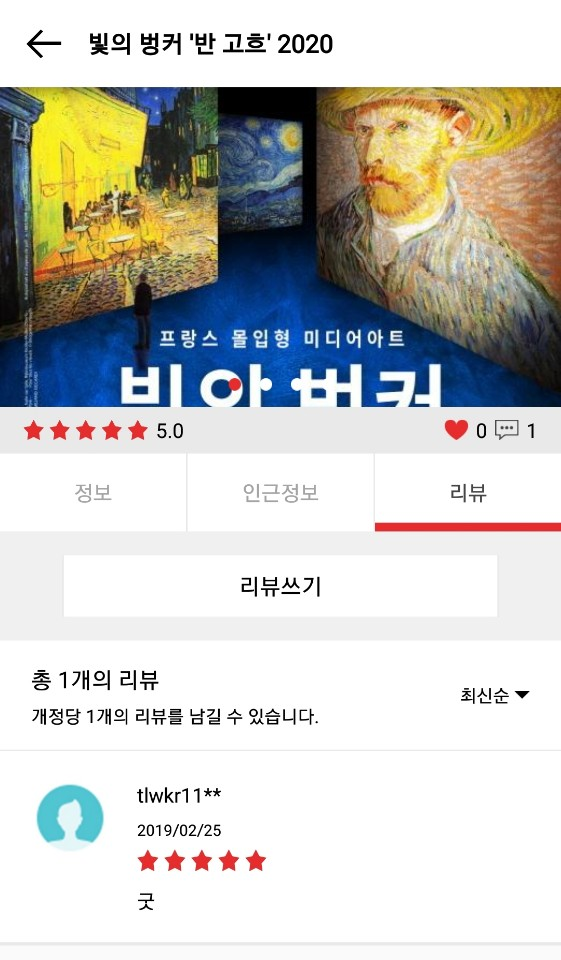 빛의 벙커 '반 고흐' 2020
프랑스 몰입형 미디어아트
5.0
0
1
정보
인근정보
리뷰
리뷰쓰기
총 1개의 리뷰
개정당 1개의 리뷰를 남길 수 있습니다.
최신순
tlwkr11**
2019/02/25
굿